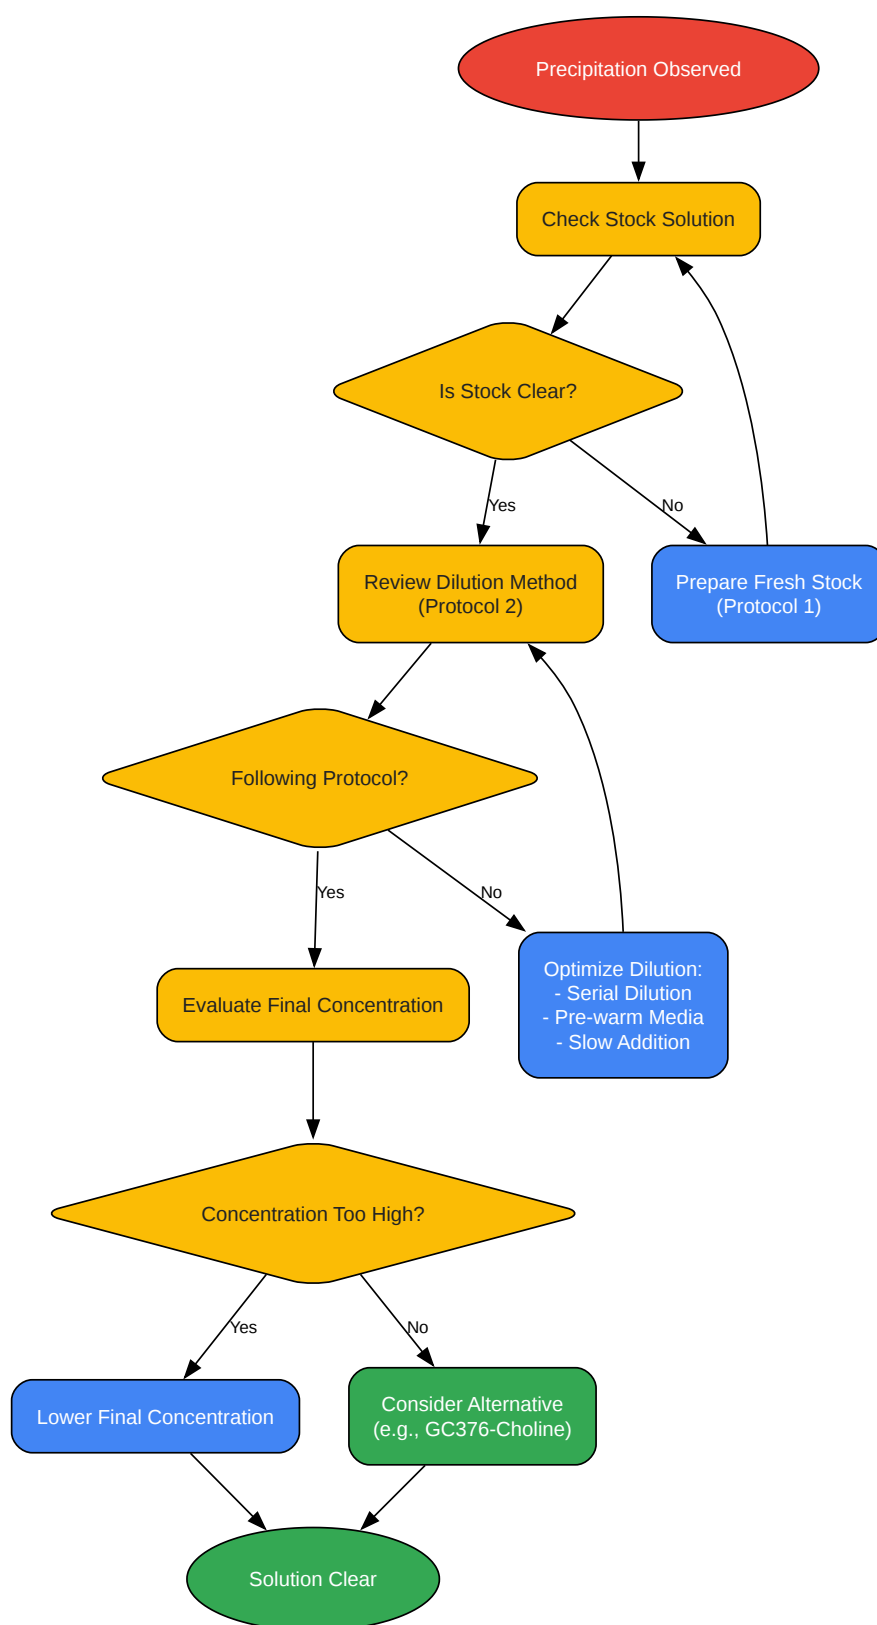 Precipitation Observed
Check Stock Solution
Is Stock Clear?
Yes
No
Review Dilution Method
(Protocol 2)
Prepare Fresh Stock
(Protocol 1)
Following Protocol?
Yes
No
Optimize Dilution:
- Serial Dilution
- Pre-warm Media
- Slow Addition
Evaluate Final Concentration
Concentration Too High?
Yes
No
Lower Final Concentration
Consider Alternative
(e.g., GC376-Choline)
Solution Clear